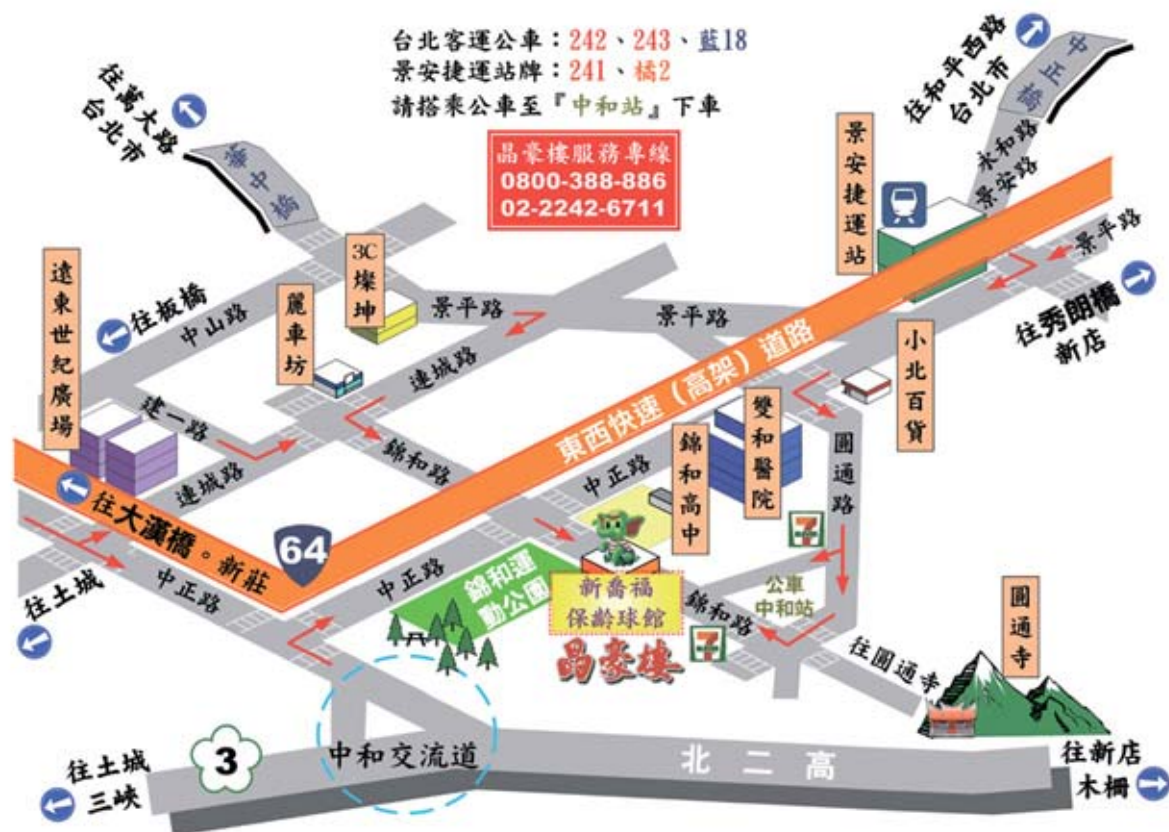 台北客運公車：242、243、藍18
景安捷運站牌：241、橘2
請搭乘公車至『中和站』下車
晶豪樓服務專線
0800-388-886
02-2242-6711
往萬大路
台北市
華中橋
往和平西路
台北市
中正橋
永和路
景安路
景安捷運站
景平路
往秀朗橋
新店
3C燦坤
麗車坊
遠東世紀廣場
往板橋
中山路
景平路
景平路
連城路
建一路
連城路
錦和路
東西快速（高架）道路
中正路
小北百貨
雙和醫院
錦和高中
圓通路
7
ELEVEN
往大漢橋。新莊
64
往土城
中正路
中正路
錦和運
動公園
新喬福
保齡球館
晶豪樓
錦和路
公車
中和站
7
ELEVEN
往圓通寺
圓通寺
中和交流道
3
往土城
三峽
北二高
往新店
木柵